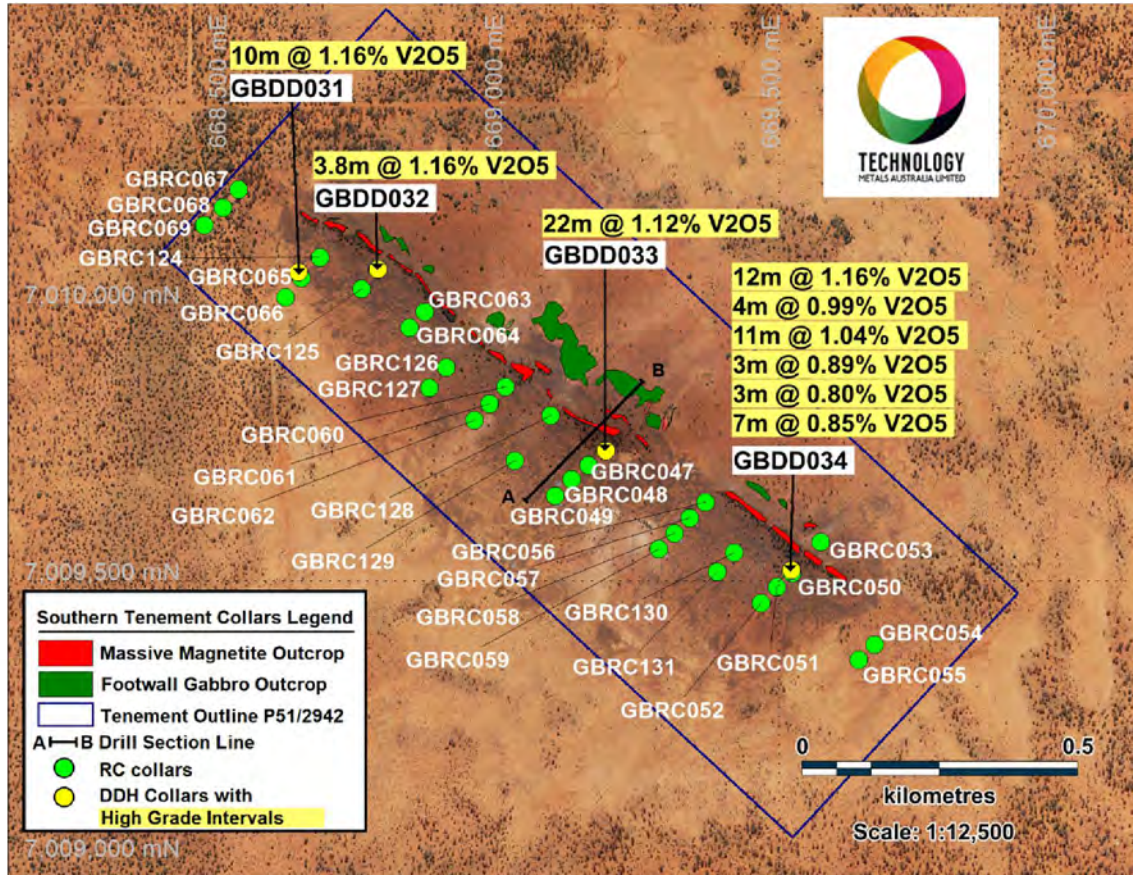 668,500 mE
669,000 mE
669,500 mE
670,000 mE
10m @ 1.16% V2O5
GBDD031
3.8m @ 1.16% V2O5
GBDD032
22m @ 1.12% V2O5
GBDD033
12m @ 1.16% V2O5
4m @ 0.99% V2O5
11m @ 1.04% V2O5
3m @ 0.89% V2O5
3m @ 0.80% V2O5
7m @ 0.85% V2O5
GBDD034
TECHNOLOGY
METALS AUSTRALIA LIMITED
GBRC067
GBRC068
GBRC069
GBRC124
GBRC065
7,010,000 mN
GBRC066
GBRC125
GBRC063
GBRC064
GBRC126
GBRC127
GBRC060
GBRC061
GBRC062
GBRC128
GBRC129
B
A
GBRC047
GBRC048
GBRC049
GBRC056
GBRC057
GBRC058
GBRC059
GBRC130
GBRC131
GBRC053
GBRC050
GBRC051
GBRC052
GBRC054
GBRC055
7,009,500 mN
7,009,000 mN
Southern Tenement Collars Legend
Massive Magnetite Outcrop
Footwall Gabbro Outcrop
Tenement Outline P51/2942
A B Drill Section Line
RC collars
DDH Collars with
High Grade Intervals
0 0.5
kilometres
Scale: 1:12,500